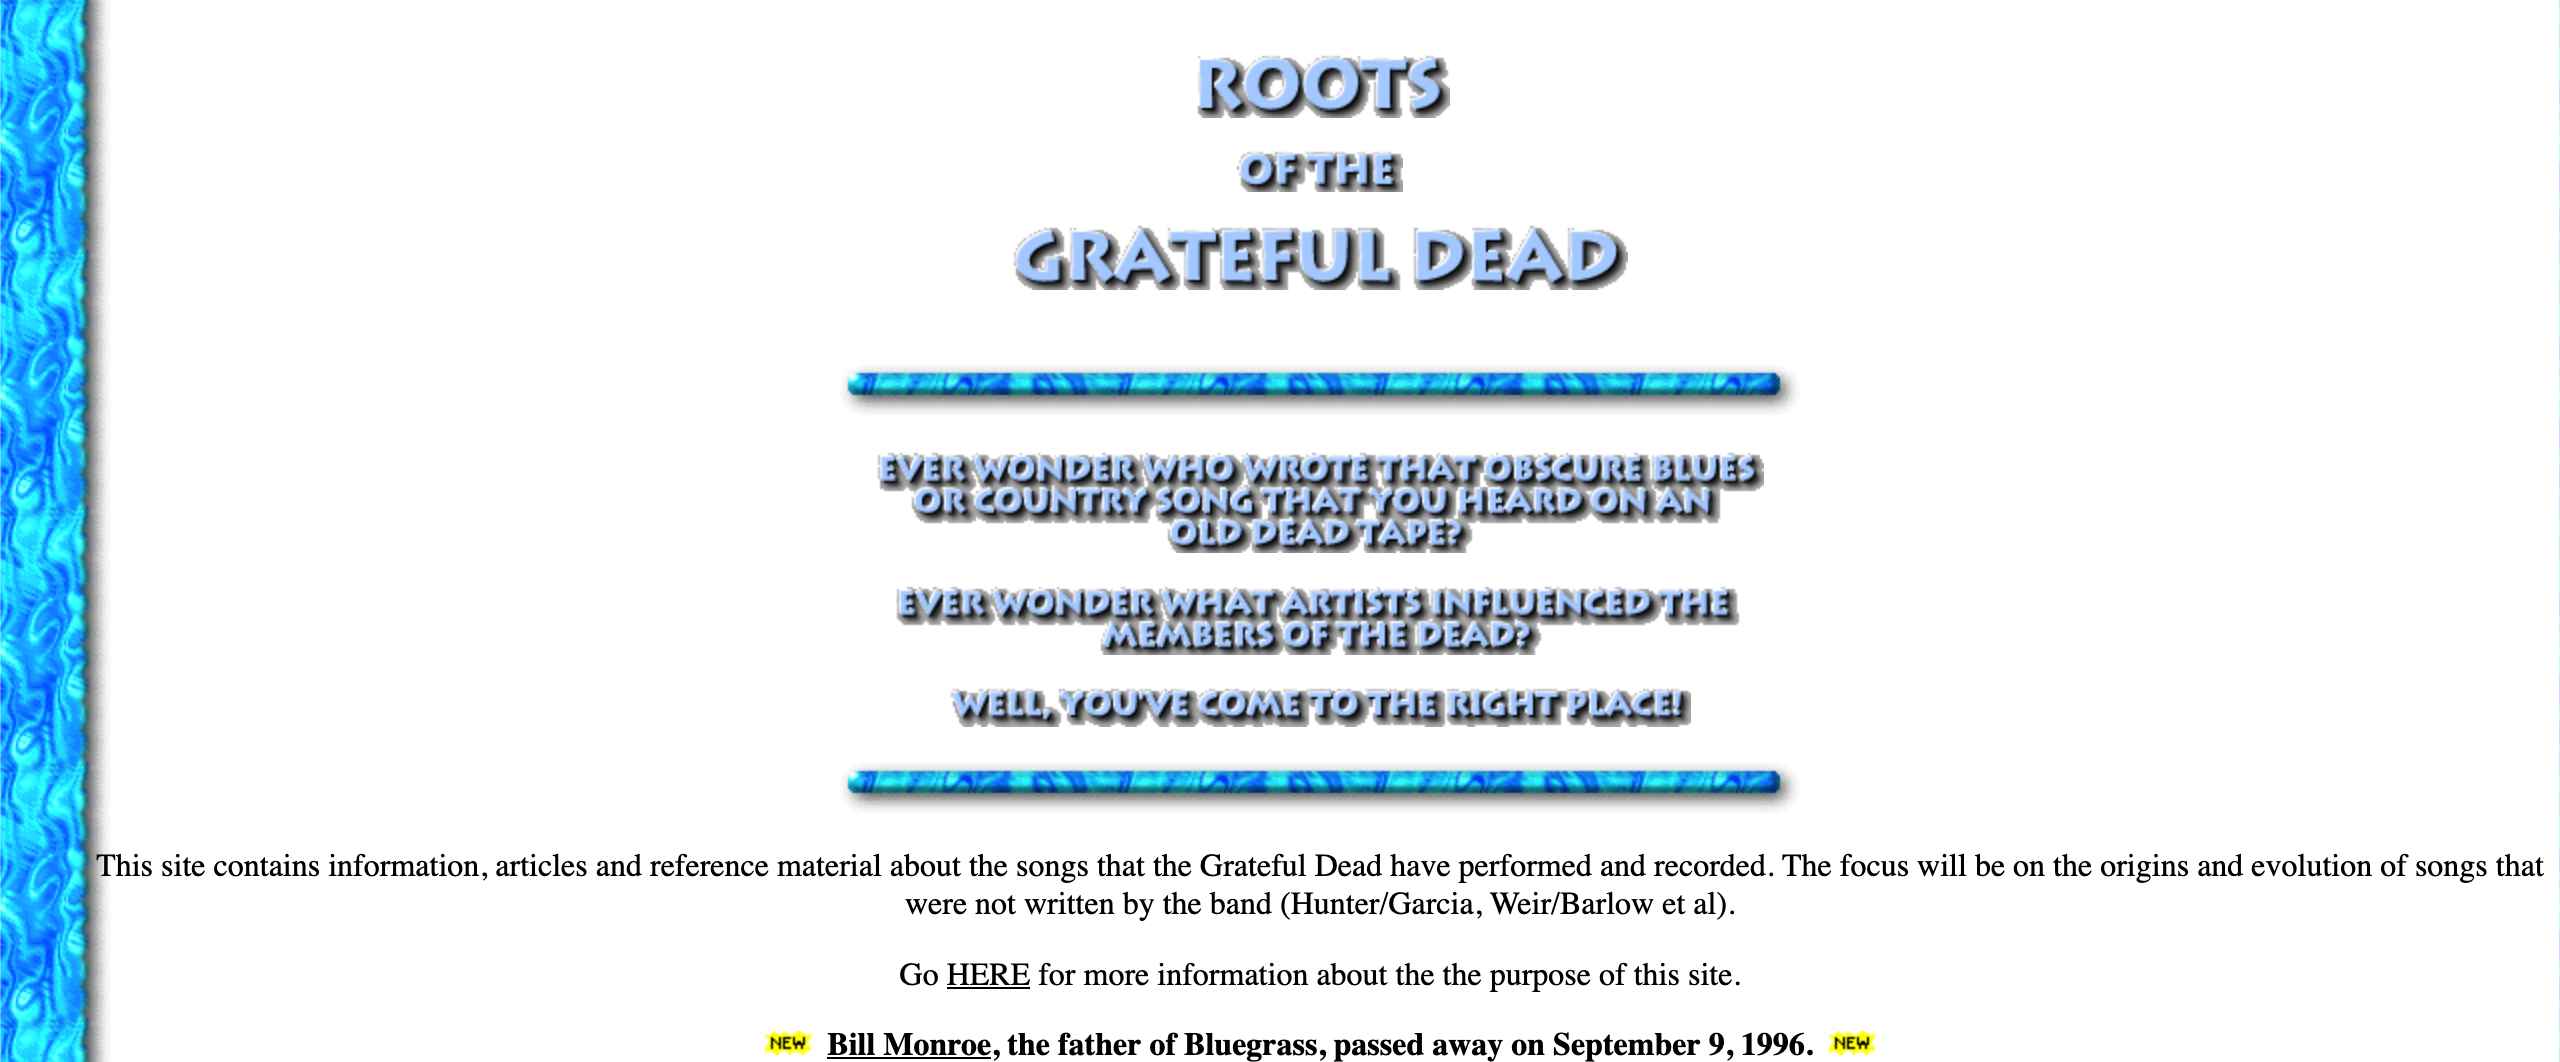 ROOTS
OF THE
GRATEFUL DEAD
EVER WONDER WHO WROTE THAT OBSCURE BLUES
OR COUNTRY SONG THAT YOU HEARD ON AN
OLD DEAD TAPE?
EVER WONDER WHAT ARTISTS INFLUENCED THE
MEMBERS OF THE DEAD?
WELL, YOU'VE COME TO THE RIGHT PLACE!
This site contains information, articles and reference material about the songs that the Grateful Dead have performed and recorded. The focus will be on the origins and evolution of songs that
were not written by the band (Hunter/Garcia, Weir/Barlow et al).
Go HERE for more information about the the purpose of this site.
NEW Bill Monroe, the father of Bluegrass, passed away on September 9, 1996. NEW